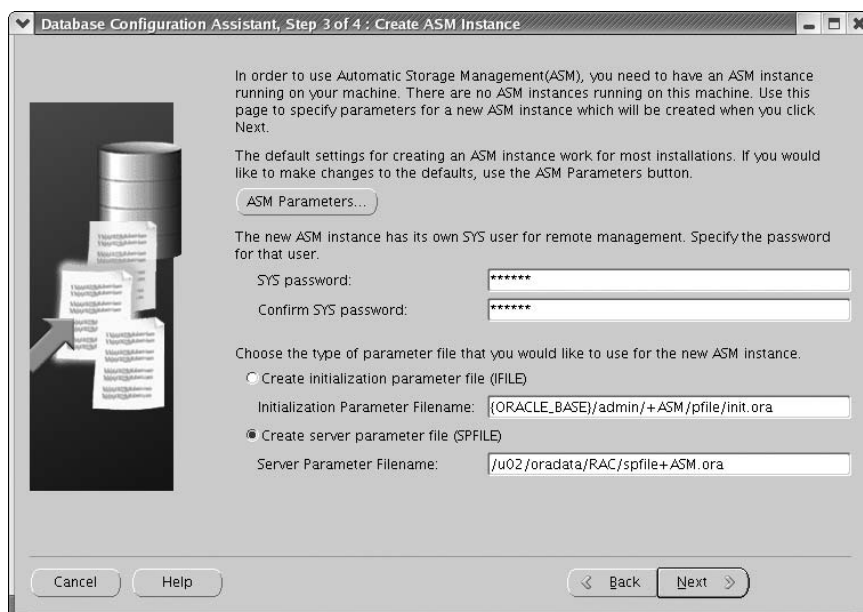 Database Configuration Assistant, Step 3 of 4 : Create ASM Instance
In order to use Automatic Storage Management(ASM), you need to have an ASM instance
running on your machine. There are no ASM instances running on this machine. Use this
page to specify parameters for a new ASM instance which will be created when you click
Next.
The default settings for creating an ASM instance work for most installations. If you would
like to make changes to the defaults, use the ASM Parameters button.
ASM Parameters...
The new ASM instance has its own SYS user for remote management. Specify the password
for that user.
SYS password: ******
Confirm SYS password: ******
Choose the type of parameter file that you would like to use for the new ASM instance.
Create initialization parameter file (IFILE)
Initialization Parameter Filename: {ORACLE_BASE}/admin/+ASM/pfile/init.ora
Create server parameter file (SPFILE)
Server Parameter Filename: /u02/oradata/RAC/spfile+ASM.ora
Cancel Help Back Next